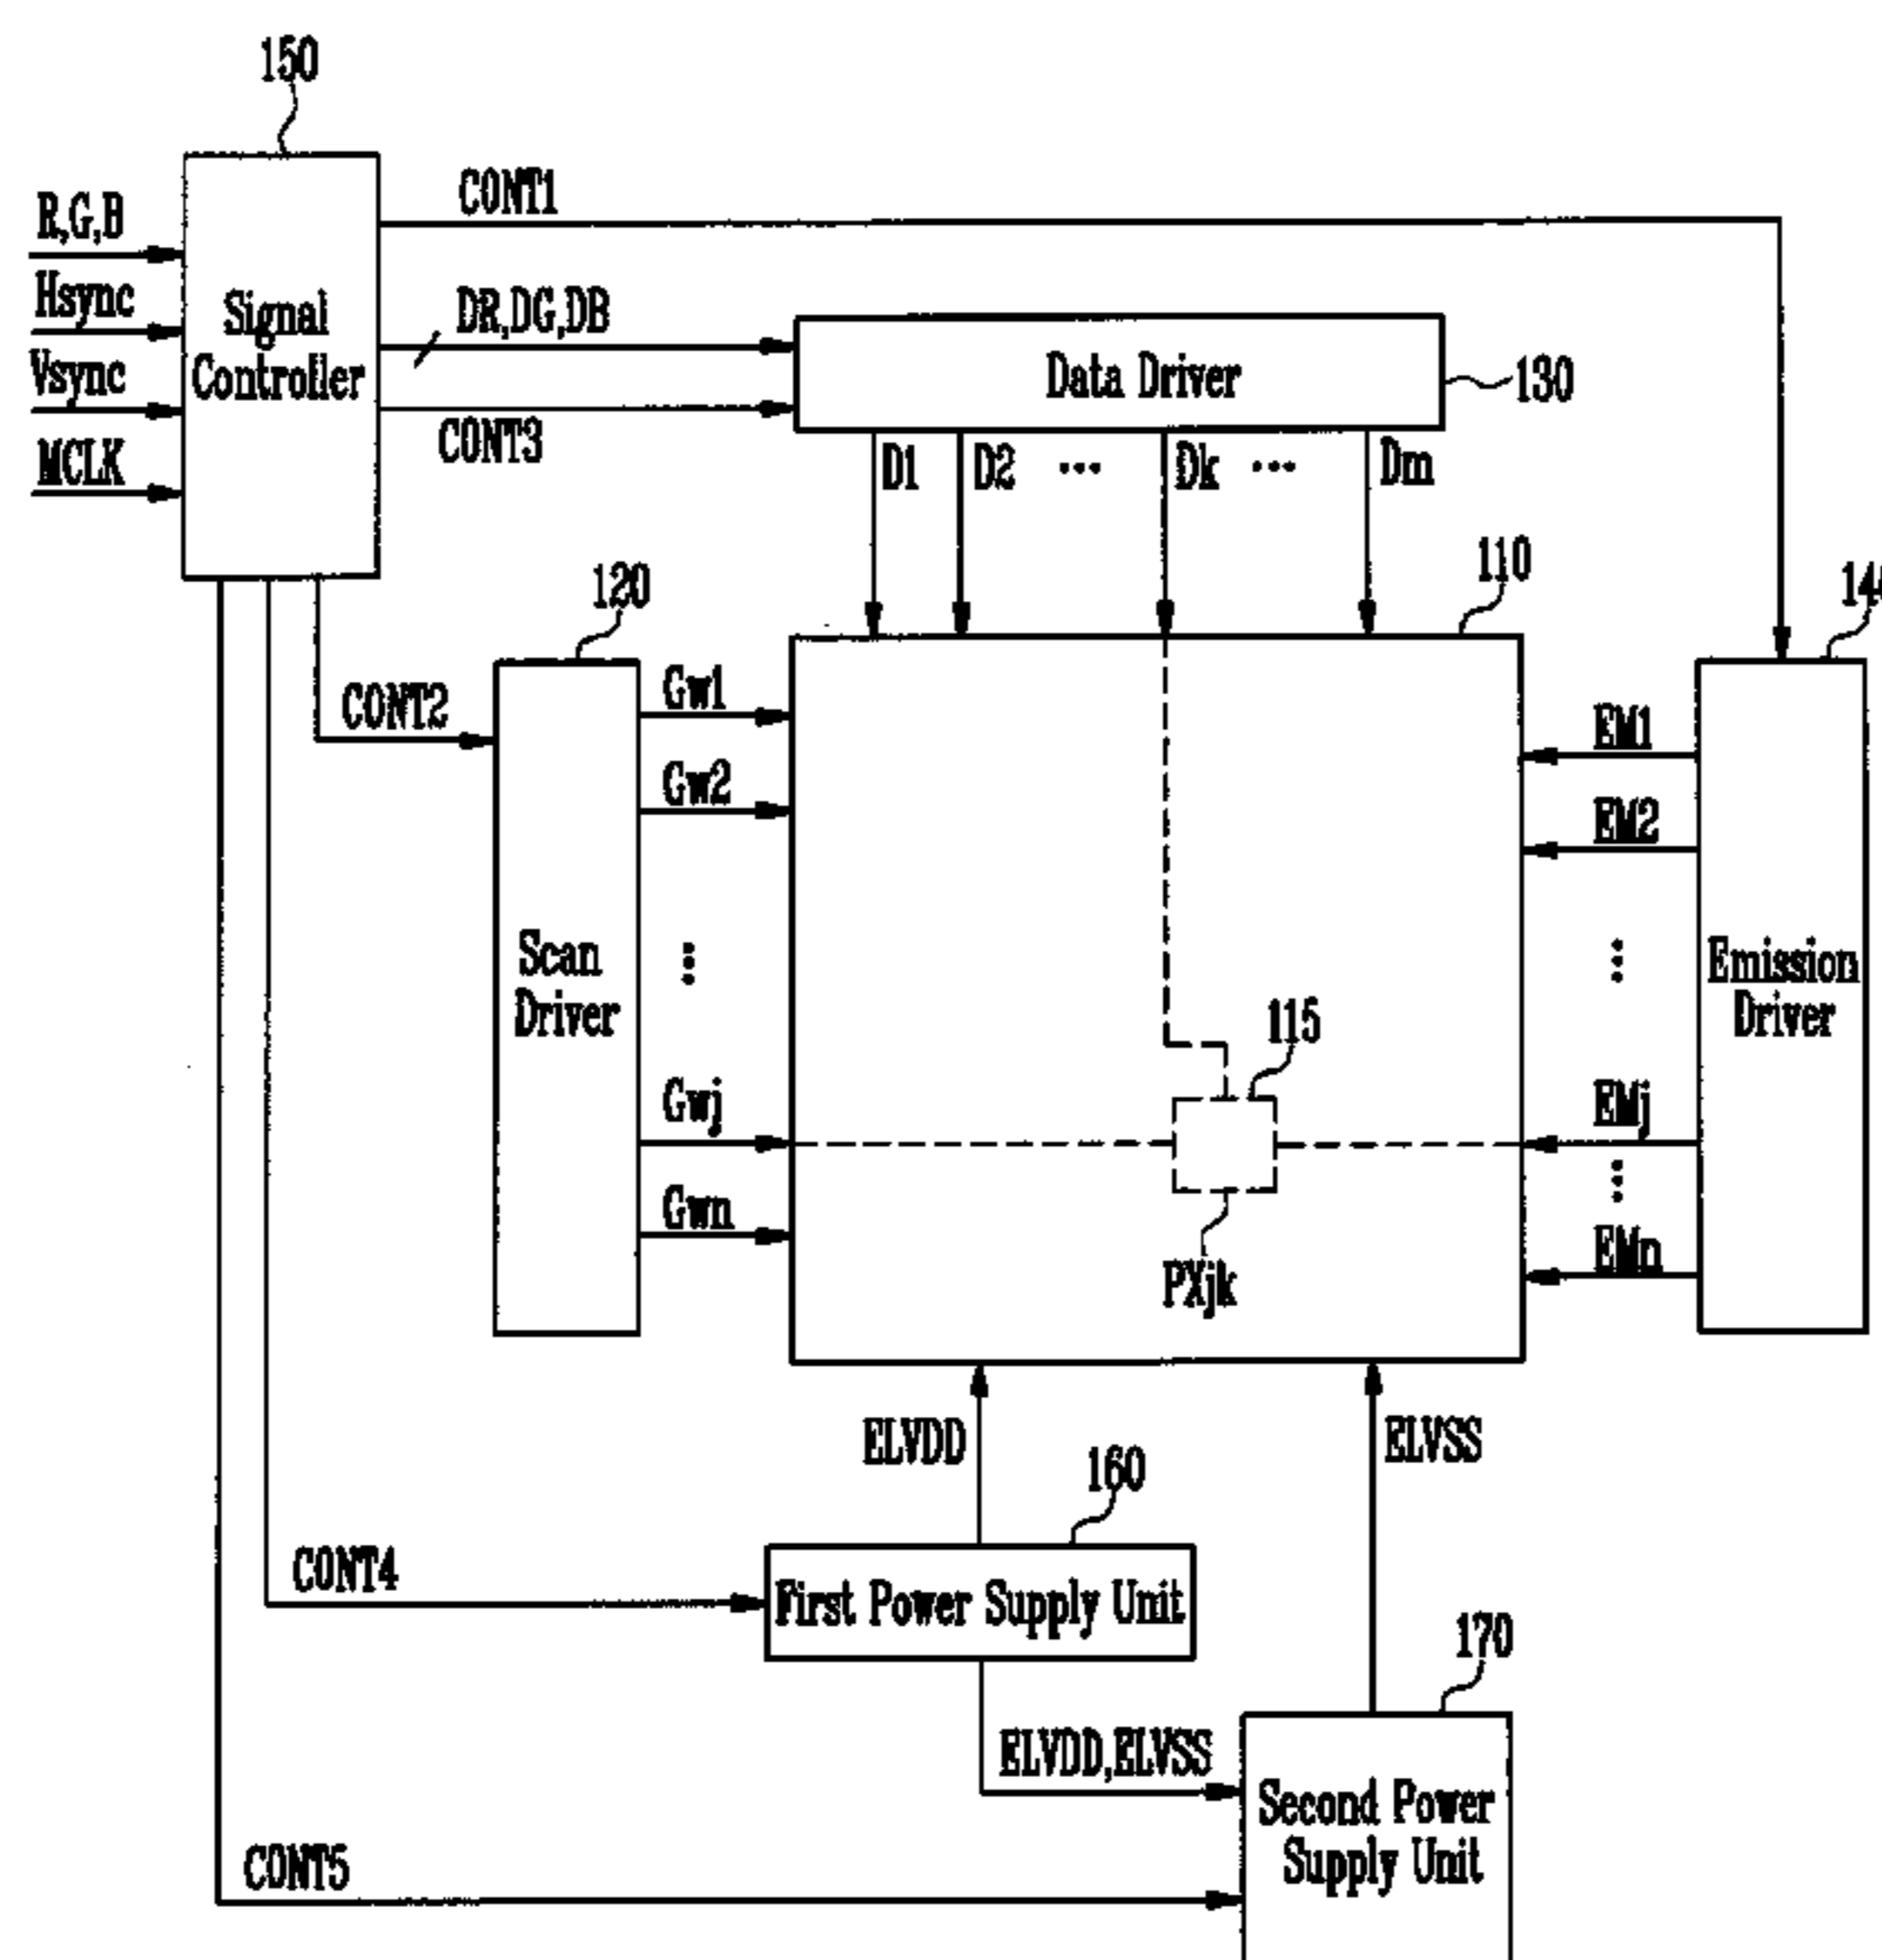 150
R,G,B
Hsync
Vsync
MCLK
Signal
Controller
CONT1
DR,DG,DB
CONT3
Data Driver
130
D1
D2
...
Dk
...
Dm
110
120
CONT2
Scan
Driver
Gw1
Gw2
...
Gwj
Gwn
115
PXjk
EM1
EM2
...
EMj
...
EMn
Emission
Driver
ELVDD
ELVSS
160
CONT4
First Power Supply Unit
170
ELVDD,ELVSS
Second Power
Supply Unit
CONT5